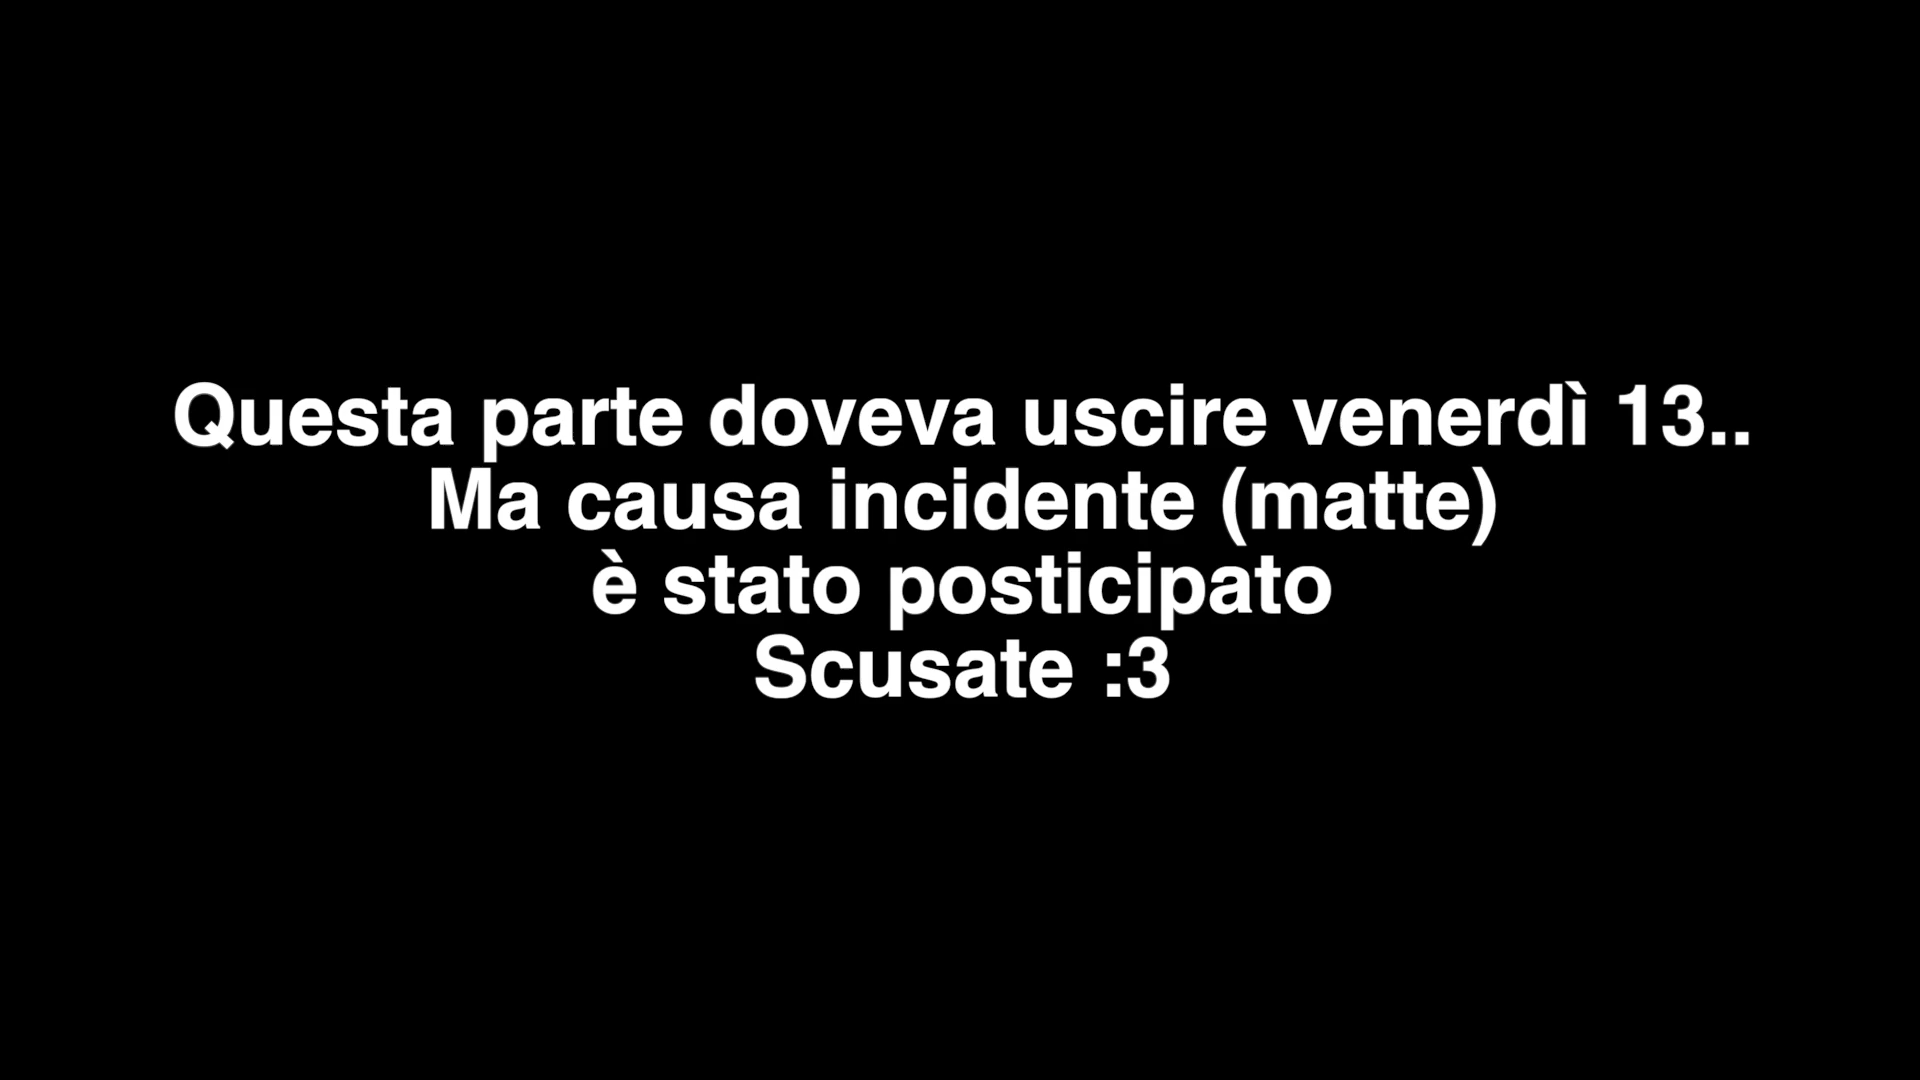 Questa parte doveva uscire venerdì 13..
Ma causa incidente (matte)
è stato posticipato
Scusate :3